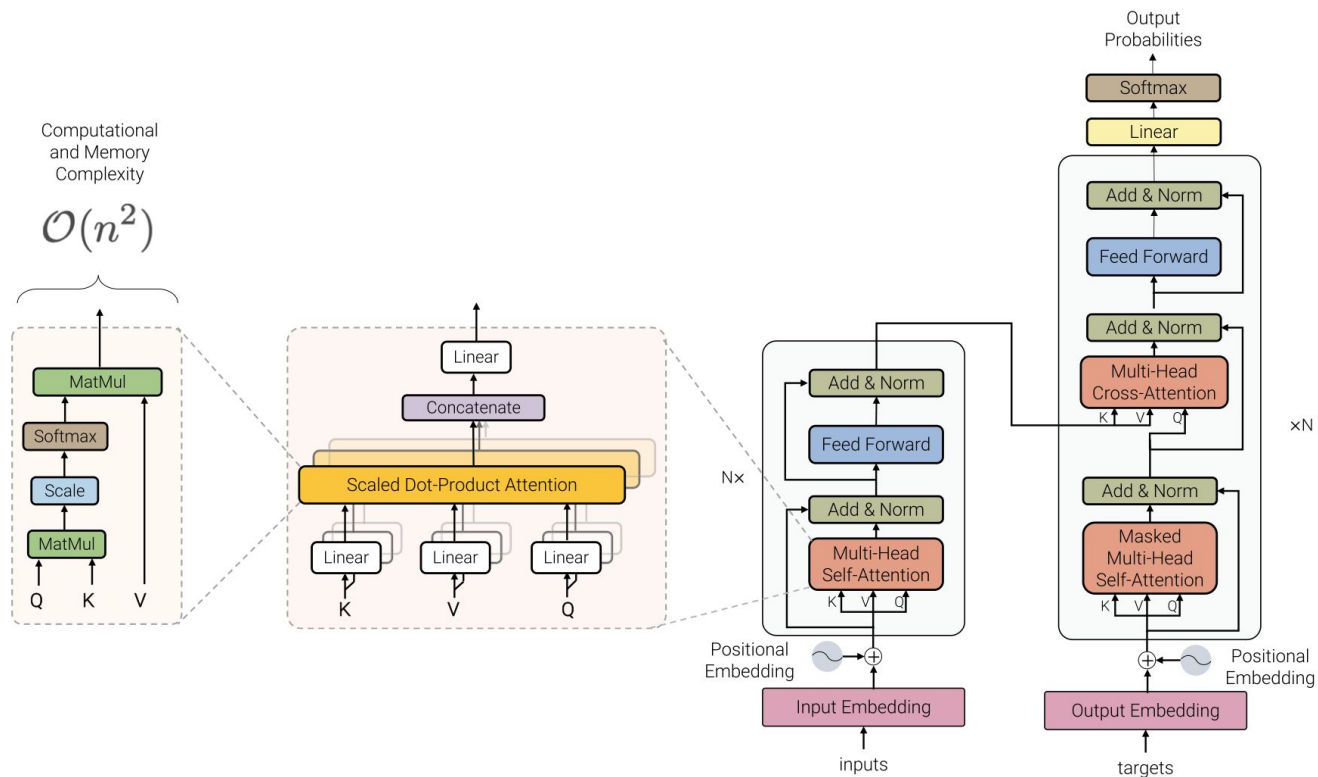 Computational
and Memory
Complexity
O(n²)
MatMul
Softmax
Scale
MatMul
Q K V
Linear
Concatenate
Scaled Dot-Product Attention
Linear Linear Linear
K V Q
Add & Norm
Feed Forward
N×
Add & Norm
Multi-Head
Self-Attention
K V Q
Positional
Embedding
Input Embedding
inputs
Output
Probabilities
Softmax
Linear
Add & Norm
Feed Forward
Add & Norm
Multi-Head
Cross-Attention
K V Q
×N
Add & Norm
Masked
Multi-Head
Self-Attention
K V Q
Positional
Embedding
Output Embedding
targets